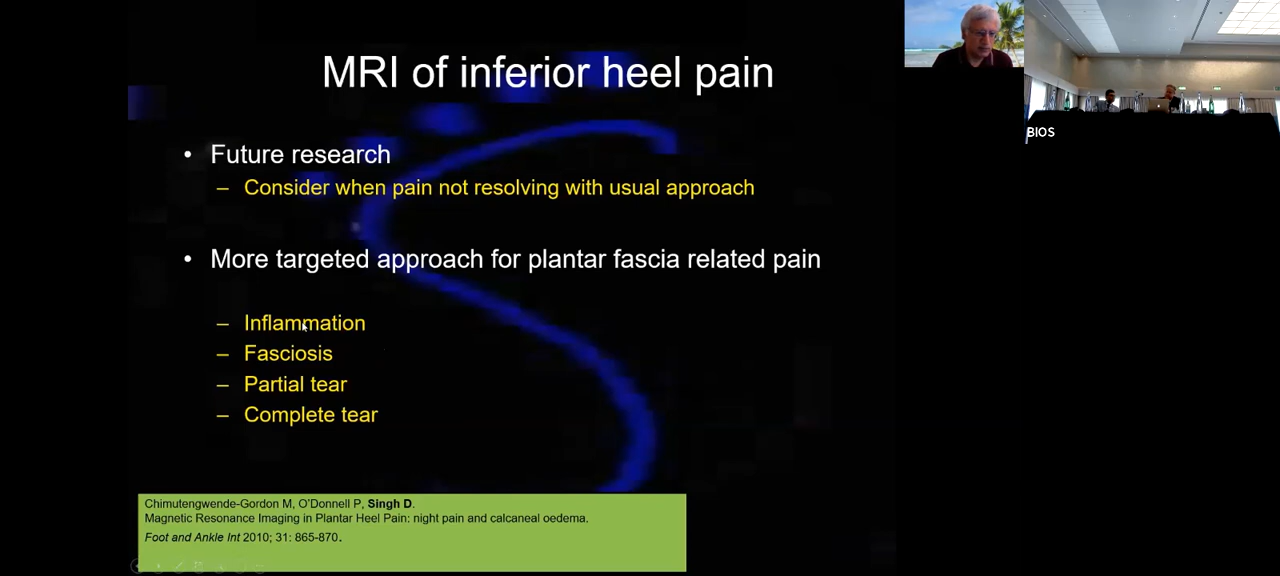 MRI of inferior heel pain
• Future research
– Consider when pain not resolving with usual approach
• More targeted approach for plantar fascia related pain
– Inflammation
– Fasciosis
– Partial tear
– Complete tear
Chimutengwende-Gordon M, O'Donnell P, Singh D.
Magnetic Resonance Imaging in Plantar Heel Pain: night pain and calcaneal oedema.
Foot and Ankle Int 2010; 31: 865-870.
BIOS